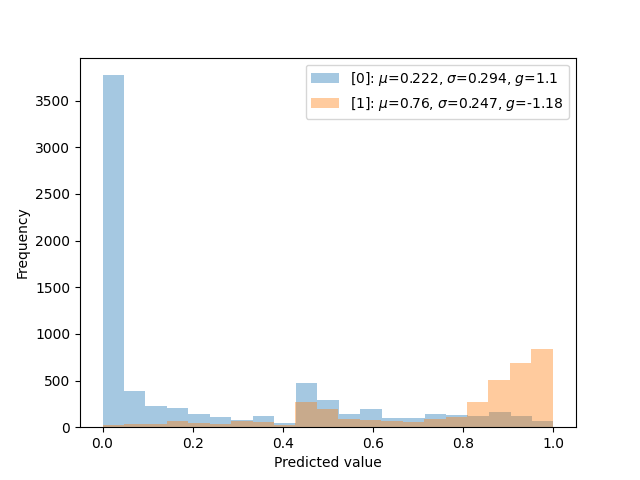 [0]: μ=0.222, σ=0.294, g=1.1
[1]: μ=0.76, σ=0.247, g=-1.18
3500
3000
2500
2000
1500
1000
500
0
Frequency
0.0 0.2 0.4 0.6 0.8 1.0
Predicted value